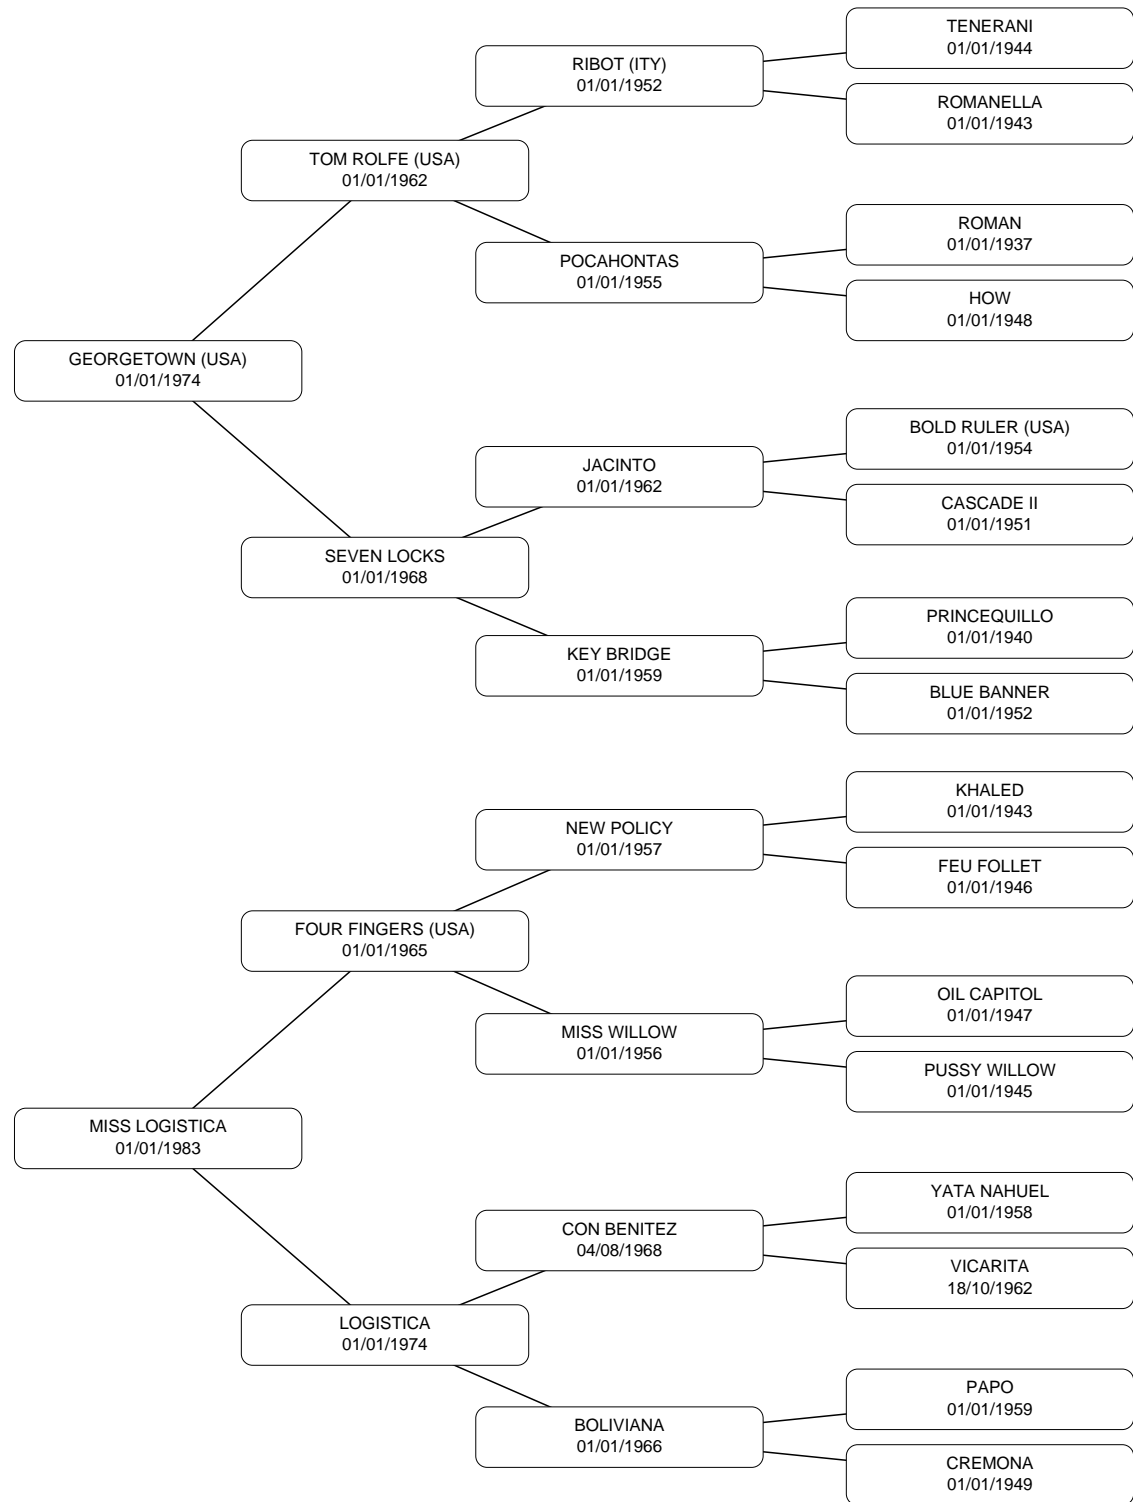 TENERANI
01/01/1944
RIBOT (ITY)
01/01/1952
ROMANELLA
01/01/1943
TOM ROLFE (USA)
01/01/1962
ROMAN
01/01/1937
POCAHONTAS
01/01/1955
HOW
01/01/1948
GEORGETOWN (USA)
01/01/1974
BOLD RULER (USA)
01/01/1954
JACINTO
01/01/1962
CASCADE II
01/01/1951
SEVEN LOCKS
01/01/1968
PRINCEQUILLO
01/01/1940
KEY BRIDGE
01/01/1959
BLUE BANNER
01/01/1952
KHALED
01/01/1943
NEW POLICY
01/01/1957
FEU FOLLET
01/01/1946
FOUR FINGERS (USA)
01/01/1965
OIL CAPITOL
01/01/1947
MISS WILLOW
01/01/1956
PUSSY WILLOW
01/01/1945
MISS LOGISTICA
01/01/1983
YATA NAHUEL
01/01/1958
CON BENITEZ
04/08/1968
VICARITA
18/10/1962
LOGISTICA
01/01/1974
PAPO
01/01/1959
BOLIVIANA
01/01/1966
CREMONA
01/01/1949